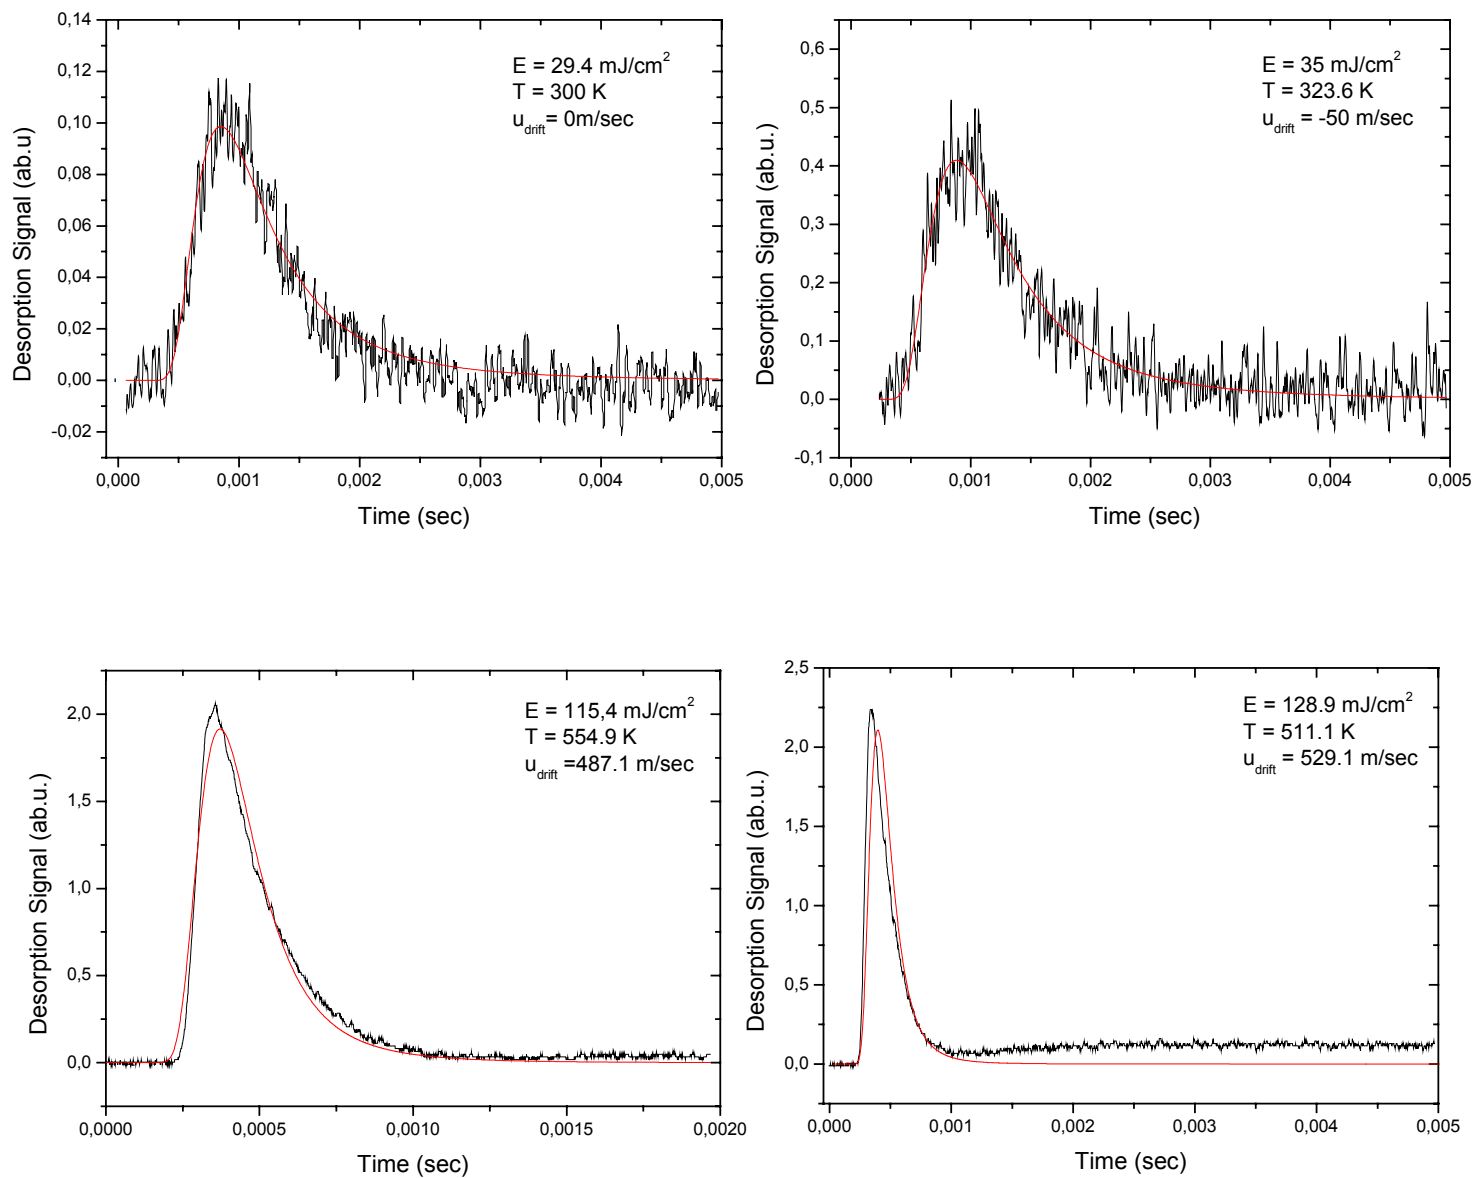 0,14
0,12
0,10
0,08
0,06
0,04
0,02
0,00
-0,02
Desorption Signal (ab.u)
E = 29.4 mJ/cm²
T = 300 K
u_drift= 0m/sec
0,000 0,001 0,002 0,003 0,004 0,005
Time (sec)
0,6
0,5
0,4
0,3
0,2
0,1
0,0
-0,1
Desorption Signal (ab.u.)
E = 35 mJ/cm²
T = 323.6 K
u_drift = -50 m/sec
0,000 0,001 0,002 0,003 0,004 0,005
Time (sec)
2,0
1,5
1,0
0,5
0,0
Desorption Signal (ab.u.)
E = 115,4 mJ/cm²
T = 554.9 K
u_drift =487.1 m/sec
0,0000 0,0005 0,0010 0,0015 0,0020
Time (sec)
2,5
2,0
1,5
1,0
0,5
0,0
Desorption Signal (ab.u.)
E = 128.9 mJ/cm²
T = 511.1 K
u_drift = 529.1 m/sec
0,000 0,001 0,002 0,003 0,004 0,005
Time (sec)